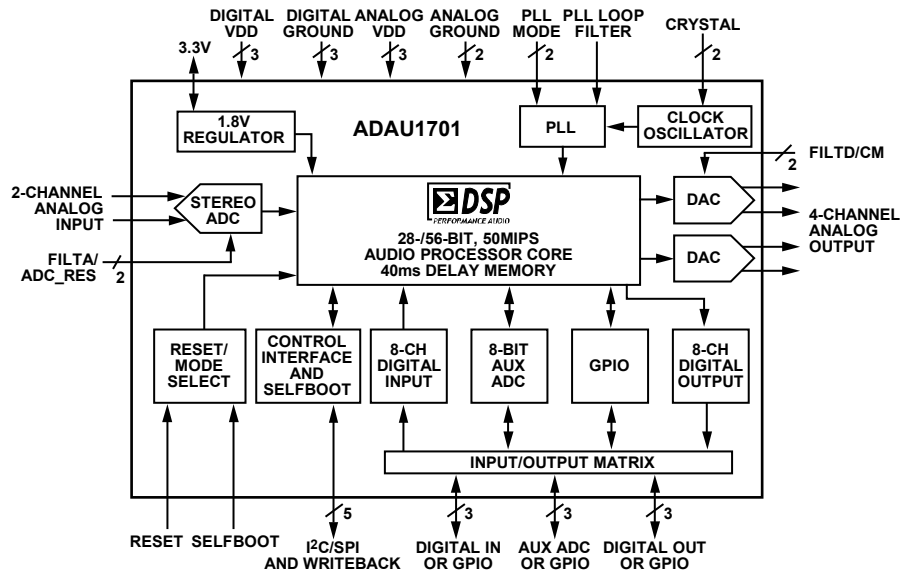 DIGITAL VDD
DIGITAL GROUND
ANALOG VDD
ANALOG GROUND
PLL MODE
PLL LOOP FILTER
CRYSTAL
3.3V
3
3
3
2
2
2
1.8V
REGULATOR
ADAU1701
PLL
CLOCK
OSCILLATOR
FILTD/CM
2
2-CHANNEL
ANALOG
INPUT
STEREO
ADC
Σ DSP
PERFORMANCE AUDIO
28-/56-BIT, 50MIPS
AUDIO PROCESSOR CORE
40ms DELAY MEMORY
DAC
DAC
4-CHANNEL
ANALOG
OUTPUT
FILTA/
ADC_RES
2
RESET/
MODE
SELECT
CONTROL
INTERFACE
AND
SELFBOOT
8-CH
DIGITAL
INPUT
8-BIT
AUX
ADC
GPIO
8-CH
DIGITAL
OUTPUT
INPUT/OUTPUT MATRIX
5
3
3
3
RESET
SELFBOOT
I²C/SPI
AND WRITEBACK
DIGITAL IN
OR GPIO
AUX ADC
OR GPIO
DIGITAL OUT
OR GPIO